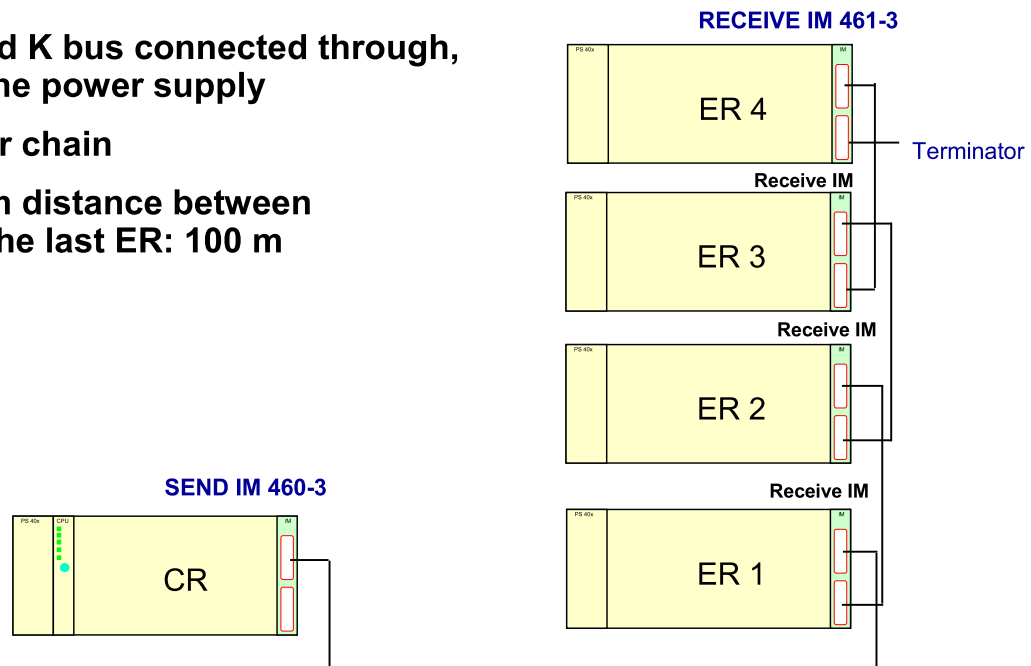 RECEIVE IM 461-3
d K bus connected through,
ne power supply
r chain
n distance between
he last ER: 100 m
PS 40x
IM
ER 4
Terminator
Receive IM
PS 40x
IM
ER 3
Receive IM
PS 40x
IM
ER 2
SEND IM 460-3
Receive IM
PS 40x
CPU
IM
CR
PS 40x
IM
ER 1